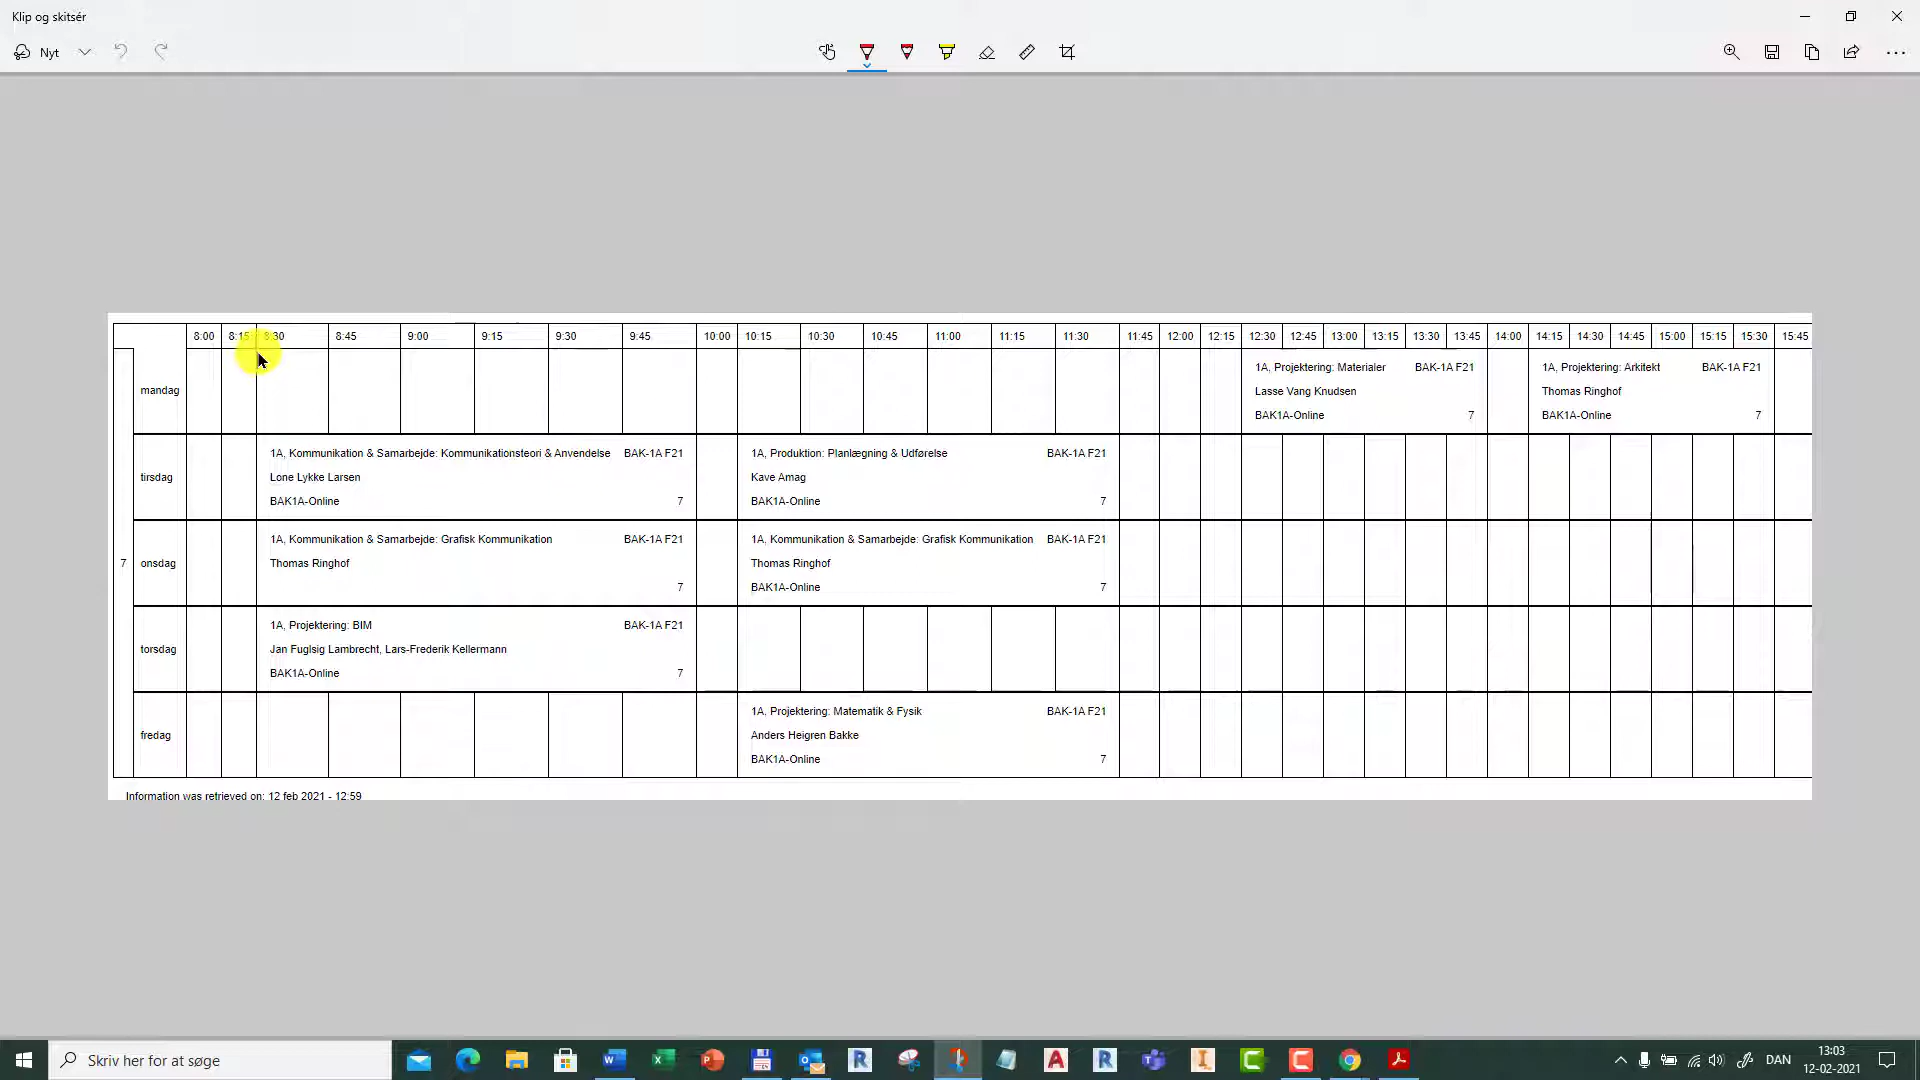 Klip og skitsér
Nyt
8:00 8:15 8:30 8:45 9:00 9:15 9:30 9:45 10:00 10:15 10:30 10:45 11:00 11:15 11:30 11:45 12:00 12:15 12:30 12:45 13:00 13:15 13:30 13:45 14:00 14:15 14:30 14:45 15:00 15:15 15:30 15:45
7
mandag
1A, Projektering: Materialer BAK-1A F21
Lasse Vang Knudsen
BAK1A-Online 7
1A, Projektering: Arkitekt BAK-1A F21
Thomas Ringhof
BAK1A-Online 7
tirsdag
1A, Kommunikation & Samarbejde: Kommunikationsteori & Anvendelse BAK-1A F21
Lone Lykke Larsen
BAK1A-Online 7
1A, Produktion: Planlægning & Udførelse BAK-1A F21
Kave Amag
BAK1A-Online 7
onsdag
1A, Kommunikation & Samarbejde: Grafisk Kommunikation BAK-1A F21
Thomas Ringhof
7
1A, Kommunikation & Samarbejde: Grafisk Kommunikation BAK-1A F21
Thomas Ringhof
BAK1A-Online 7
torsdag
1A, Projektering: BIM BAK-1A F21
Jan Fuglsig Lambrecht, Lars-Frederik Kellermann
BAK1A-Online 7
fredag
1A, Projektering: Matematik & Fysik BAK-1A F21
Anders Heigren Bakke
BAK1A-Online 7
Information was retrieved on: 12 feb 2021 - 12:59
Skriv her for at søge
DAN
13:03
12-02-2021